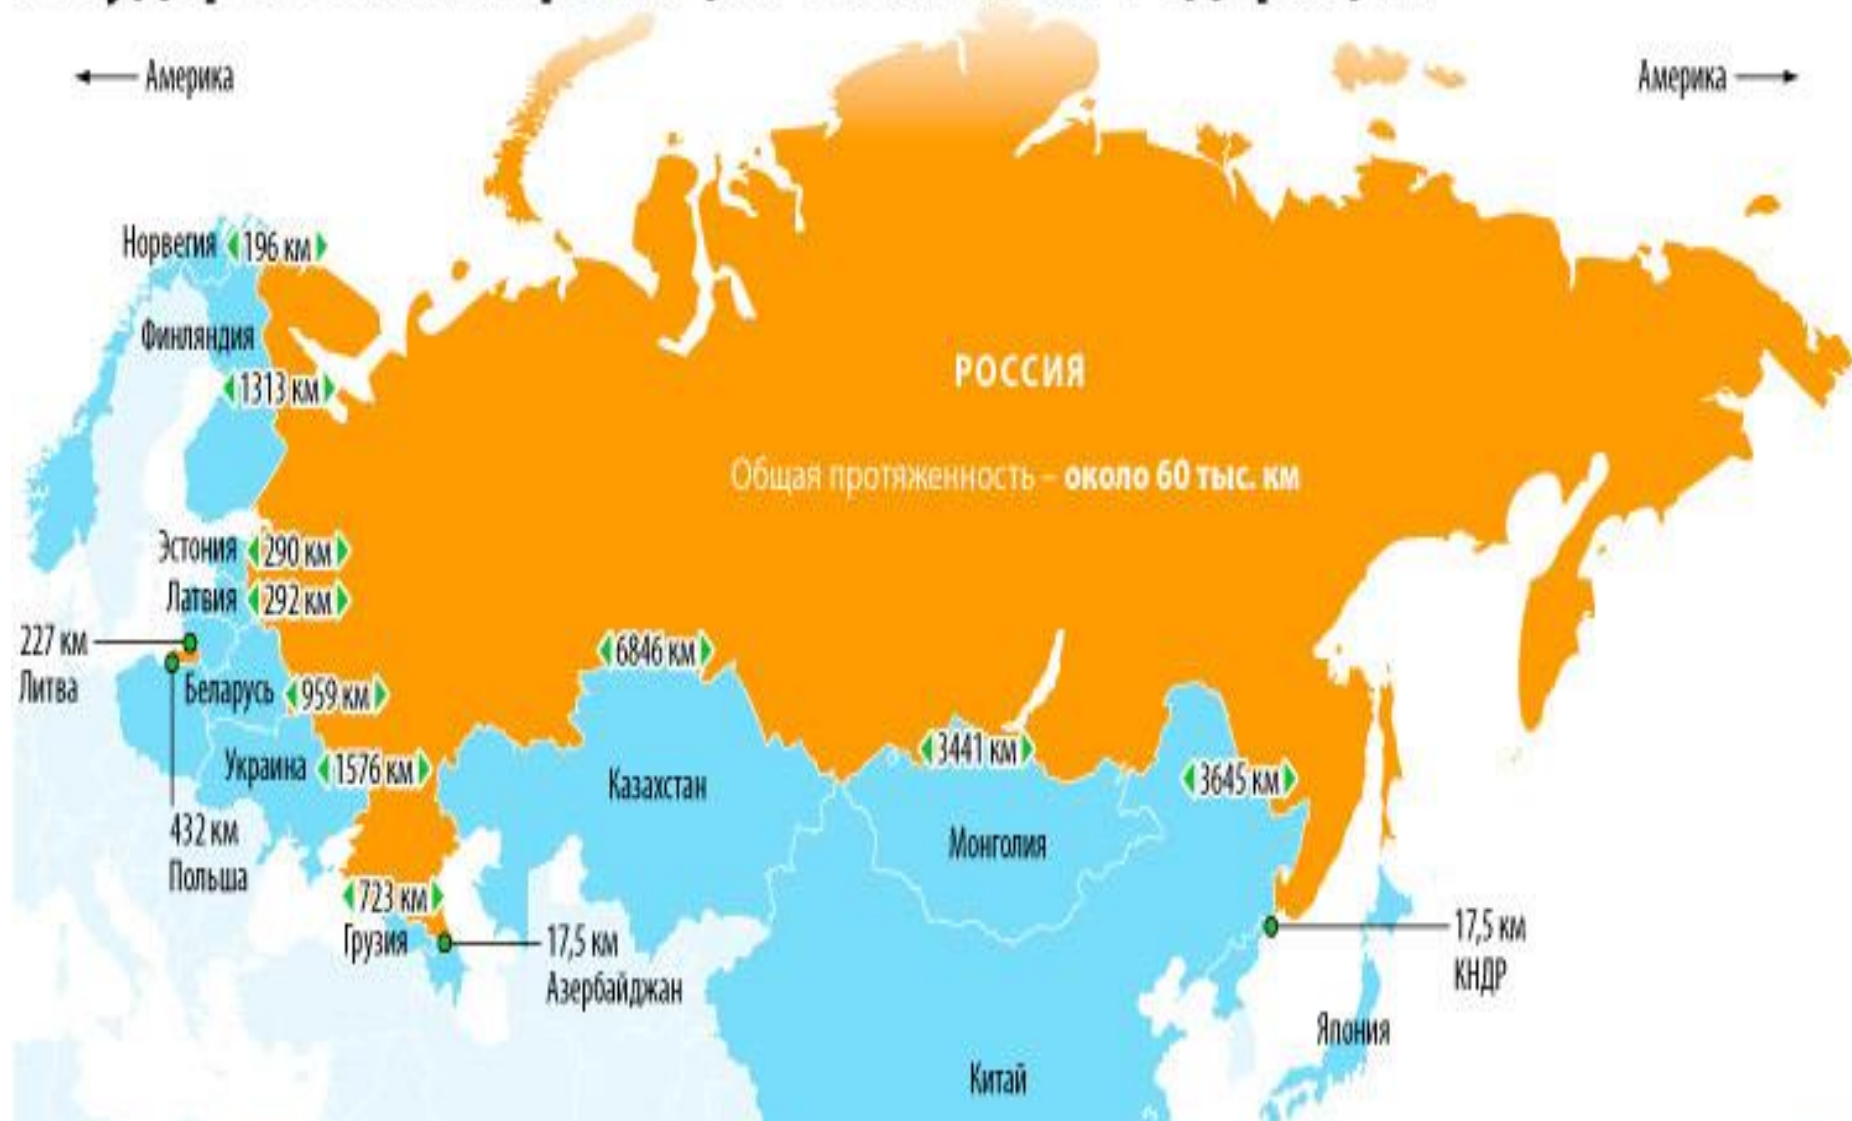 Америка
Америка
Норвегия
196 км
Финляндия
1313 км
РОССИЯ
Общая протяженность – около 60 тыс. км
Эстония
290 км
Латвия
292 км
227 км
Литва
Беларусь
959 км
6846 км
Украина
1576 км
Казахстан
3441 км
3645 км
Монголия
432 км
Польша
723 км
Грузия
17,5 км
Азербайджан
17,5 км
КНДР
Япония
Китай